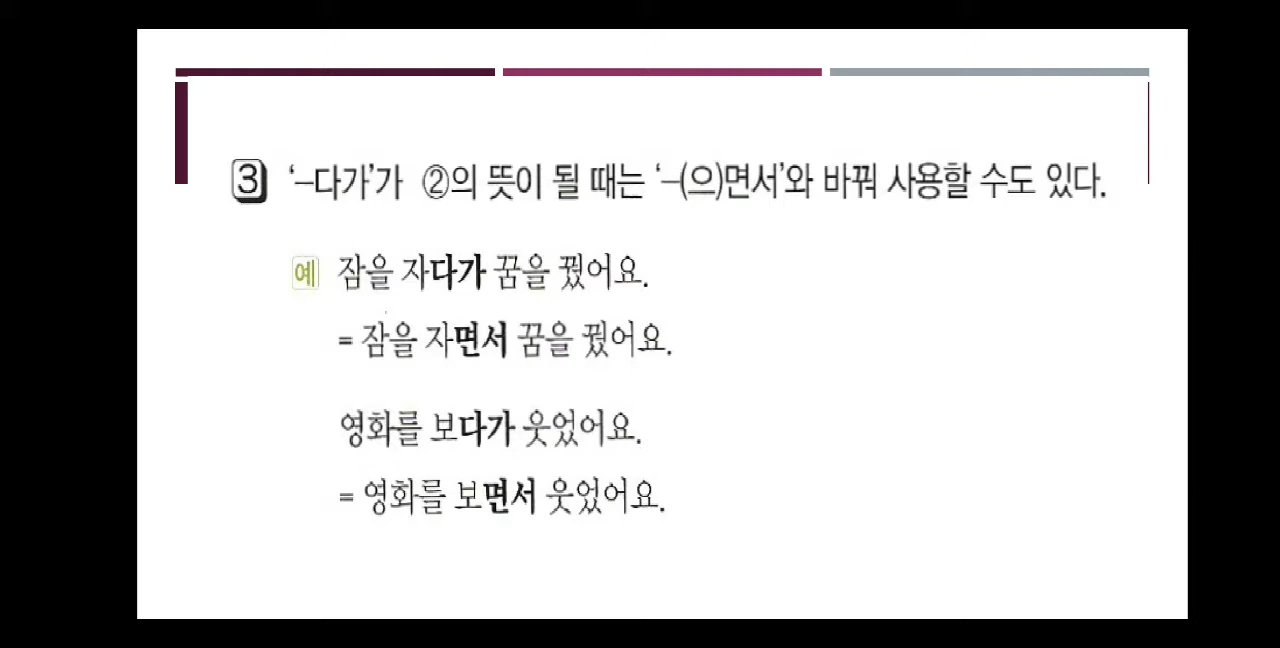 3 ‘–다가’가 ②의 뜻이 될 때는 ‘–(으)면서’와 바꿔 사용할 수도 있다.
예 잠을 자다가 꿈을 꿨어요.
= 잠을 자면서 꿈을 꿨어요.
영화를 보다가 웃었어요.
= 영화를 보면서 웃었어요.